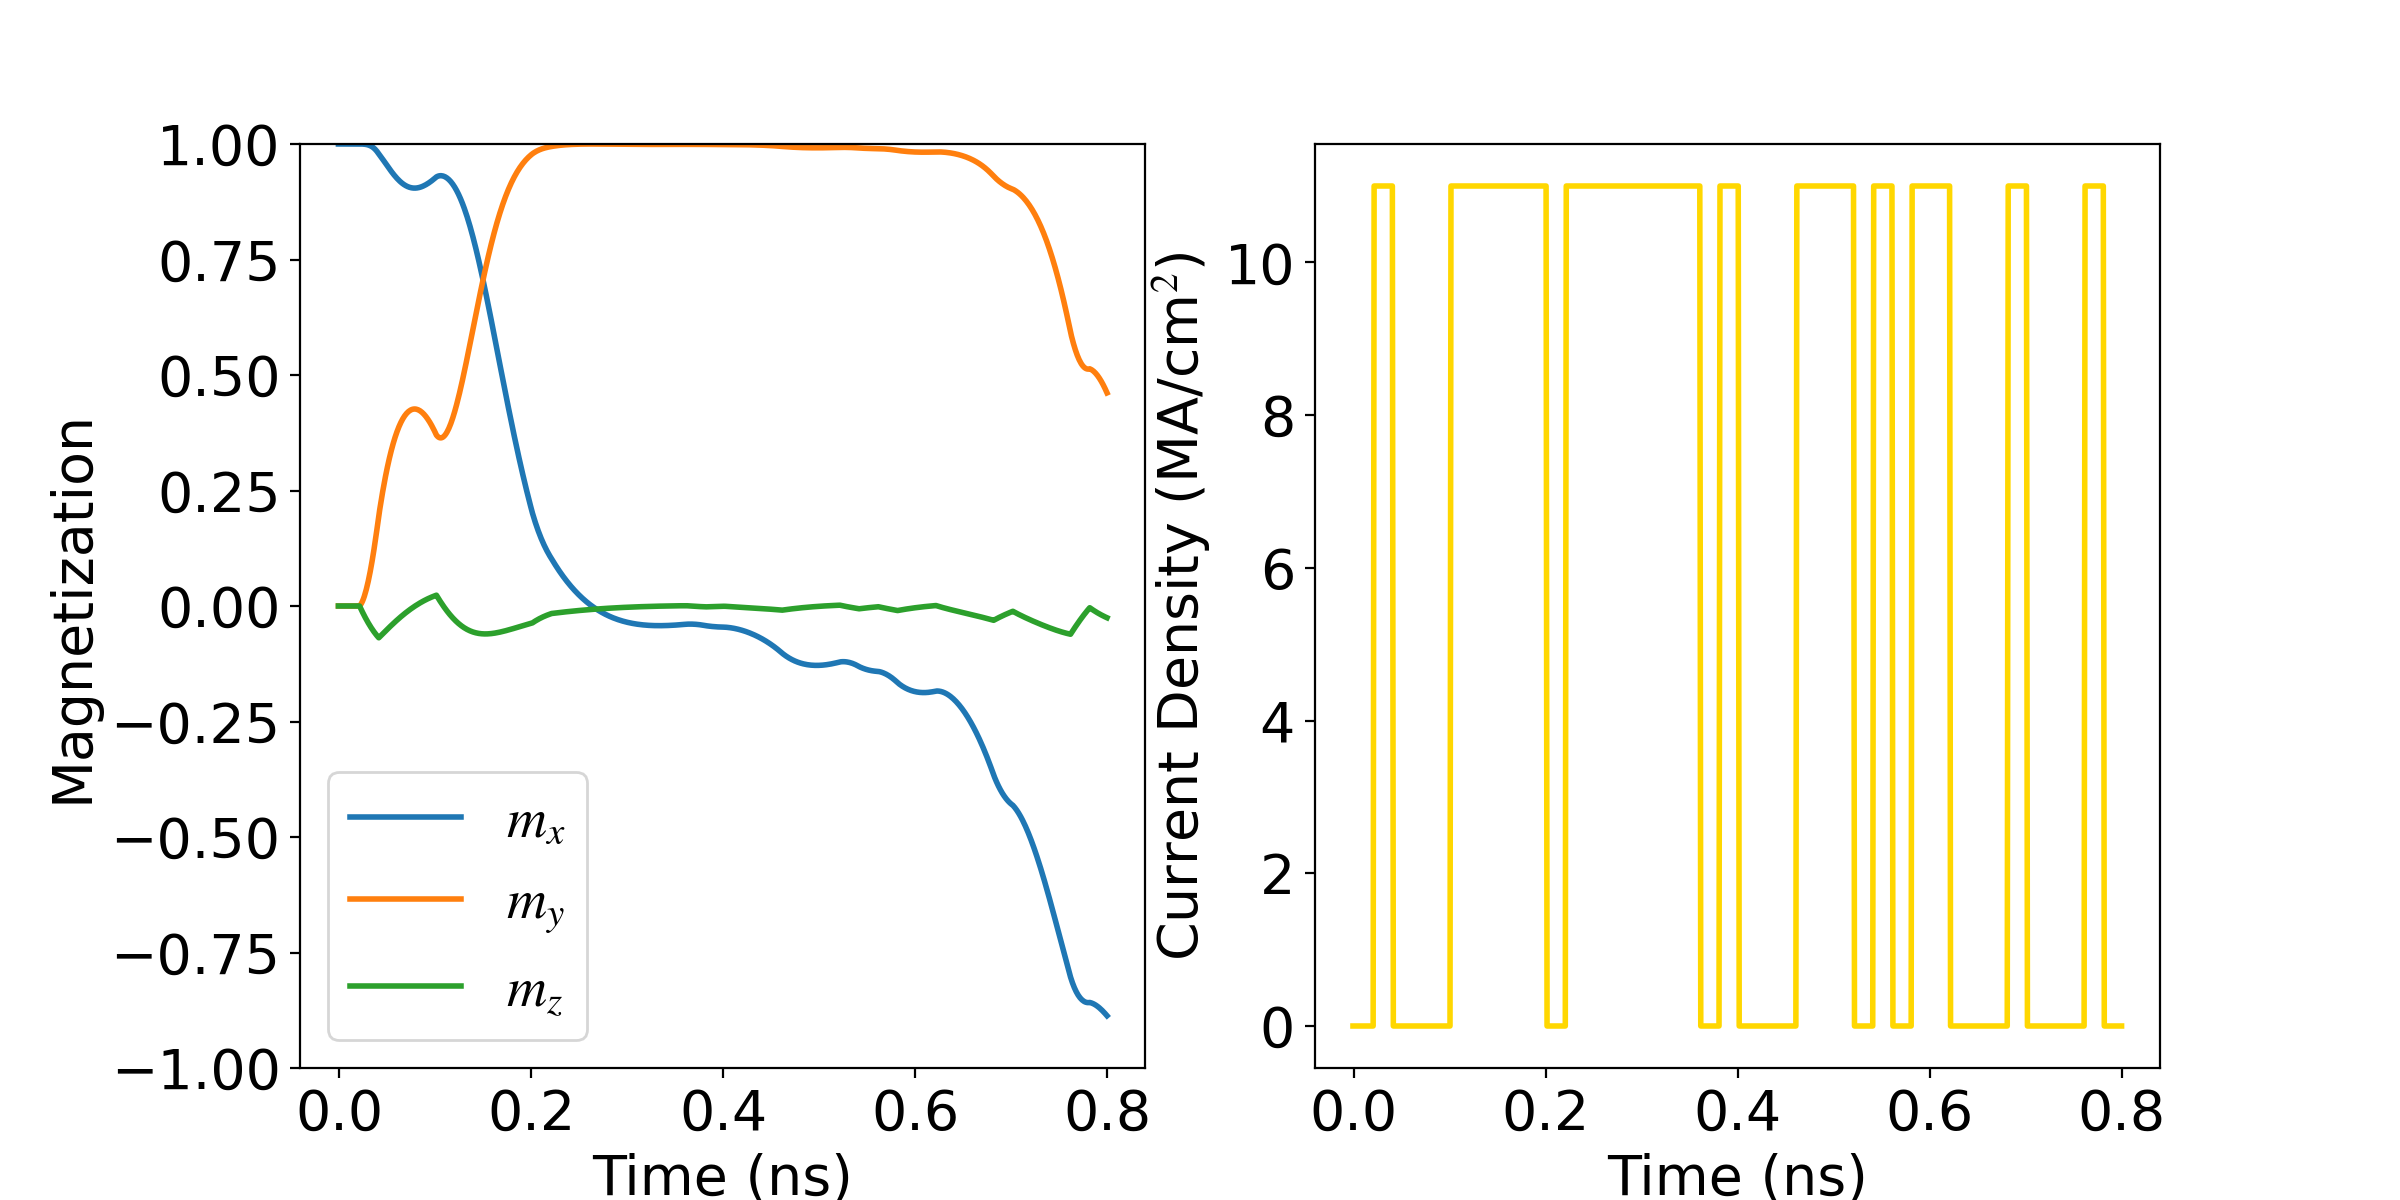 1.00
0.75
0.50
0.25
0.00
−0.25
−0.50
−0.75
−1.00
Magnetization
m_x
m_y
m_z
0.0 0.2 0.4 0.6 0.8
Time (ns)
Current Density (MA/cm²)
10
8
6
4
2
0
0.0 0.2 0.4 0.6 0.8
Time (ns)